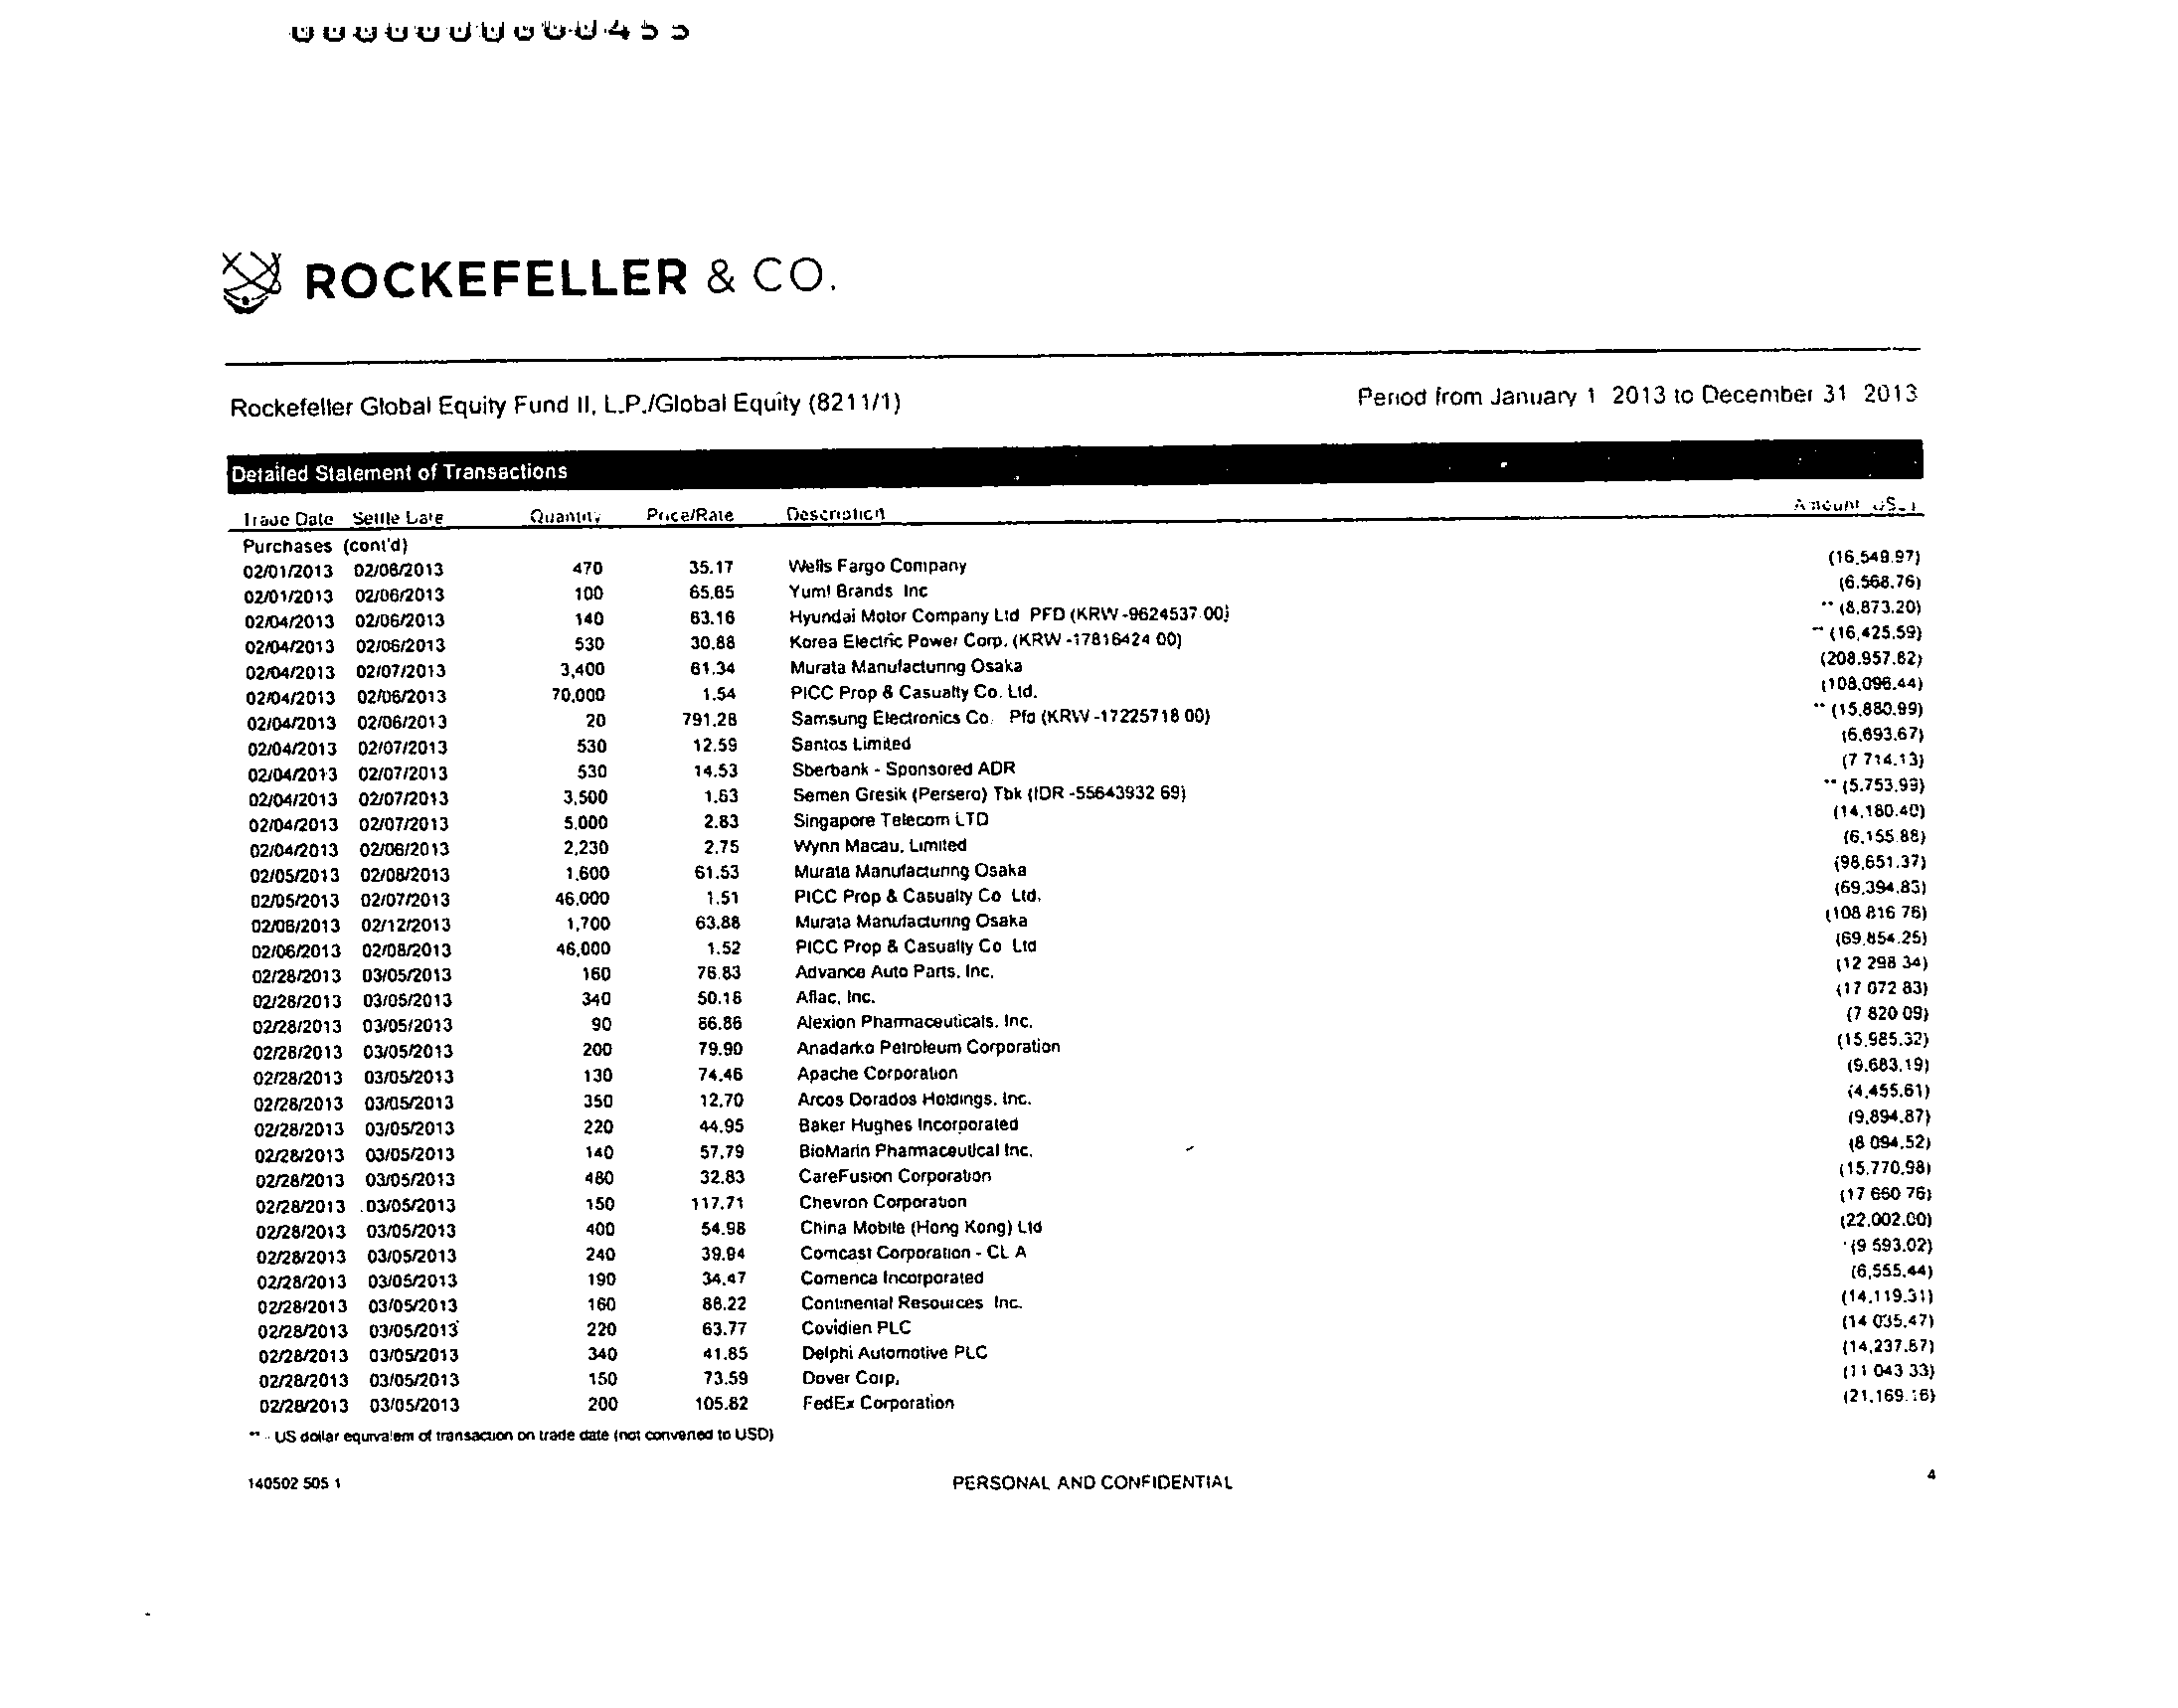 ROCKEFELLER & CO.
Rockefeller Global Equity Fund II, L.P./Global Equity (8211/1) Period from January 1 2013 to December 31 2013
Detailed Statement of Transactions
Trade Date Settle Date Quantity Price/Rate Description Amount
Purchases (cont'd)
02/01/2013 02/06/2013 470 35.17 Wells Fargo Company (16,549.97)
02/01/2013 02/06/2013 100 65.65 Yum! Brands Inc (6,568.76)
02/04/2013 02/06/2013 140 63.16 Hyundai Motor Company Ltd PFD (KRW -9624537.00) ** (8,873.20)
02/04/2013 02/06/2013 530 30.88 Korea Electric Power Corp. (KRW -17816424 00) ** (16,425.59)
02/04/2013 02/07/2013 3,400 61.34 Murata Manufacturing Osaka (208,957.82)
02/04/2013 02/06/2013 70,000 1.54 PICC Prop & Casualty Co. Ltd. (108,096.44)
02/04/2013 02/06/2013 20 791.28 Samsung Electronics Co. Pfd (KRW -17225718 00) ** (15,880.99)
02/04/2013 02/07/2013 530 12.59 Santos Limited (6,693.67)
02/04/2013 02/07/2013 530 14.53 Sberbank - Sponsored ADR (7 714.13)
02/04/2013 02/07/2013 3,500 1.63 Semen Gresik (Persero) Tbk (IDR -55643932 69) ** (5,753.99)
02/04/2013 02/07/2013 5,000 2.83 Singapore Telecom LTD (14,180.40)
02/04/2013 02/06/2013 2,230 2.75 Wynn Macau, Limited (6,155.88)
02/05/2013 02/08/2013 1,600 61.53 Murata Manufacturing Osaka (98,651.37)
02/05/2013 02/07/2013 46,000 1.51 PICC Prop & Casualty Co Ltd. (69,394.83)
02/06/2013 02/12/2013 1,700 63.88 Murata Manufacturing Osaka (108 816 76)
02/06/2013 02/08/2013 46,000 1.52 PICC Prop & Casualty Co Ltd (69,854.25)
02/28/2013 03/05/2013 160 76.83 Advance Auto Parts, Inc. (12 298 34)
02/28/2013 03/05/2013 340 50.18 Aflac, Inc. (17 072 83)
02/28/2013 03/05/2013 90 86.86 Alexion Pharmaceuticals, Inc. (7 820 09)
02/28/2013 03/05/2013 200 79.90 Anadarko Petroleum Corporation (15,985.32)
02/28/2013 03/05/2013 130 74.46 Apache Corporation (9,683.19)
02/28/2013 03/05/2013 350 12.70 Arcos Dorados Holdings, Inc. (4,455.61)
02/28/2013 03/05/2013 220 44.95 Baker Hughes Incorporated (9,894.87)
02/28/2013 03/05/2013 140 57.79 BioMarin Pharmaceutical Inc. (8 094.52)
02/28/2013 03/05/2013 480 32.83 CareFusion Corporation (15,770.98)
02/28/2013 03/05/2013 150 117.71 Chevron Corporation (17 660 76)
02/28/2013 03/05/2013 400 54.98 China Mobile (Hong Kong) Ltd (22,002.00)
02/28/2013 03/05/2013 240 39.94 Comcast Corporation - CL A (9 593.02)
02/28/2013 03/05/2013 190 34.47 Comerica Incorporated (6,555.44)
02/28/2013 03/05/2013 160 88.22 Continental Resources Inc. (14,119.31)
02/28/2013 03/05/2013 220 63.77 Covidien PLC (14 035.47)
02/28/2013 03/05/2013 340 41.85 Delphi Automotive PLC (14,237.87)
02/28/2013 03/05/2013 150 73.59 Dover Corp. (11 043 33)
02/28/2013 03/05/2013 200 105.82 FedEx Corporation (21,169.16)
** - US dollar equivalent of transaction on trade date (not converted to USD)
140502 505 1 PERSONAL AND CONFIDENTIAL 4